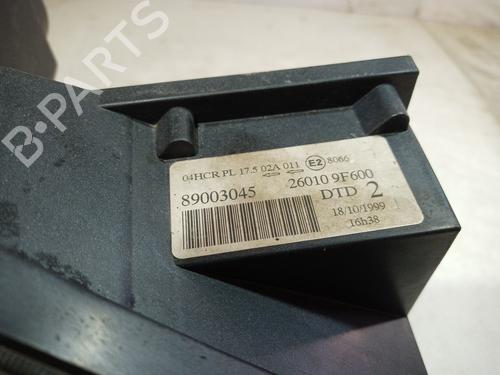 B-PARTS
04HCR PL 17.5 02A 011 E2 8066
89003045 26010 9F600
DTD 2
18/10/1999
16h38